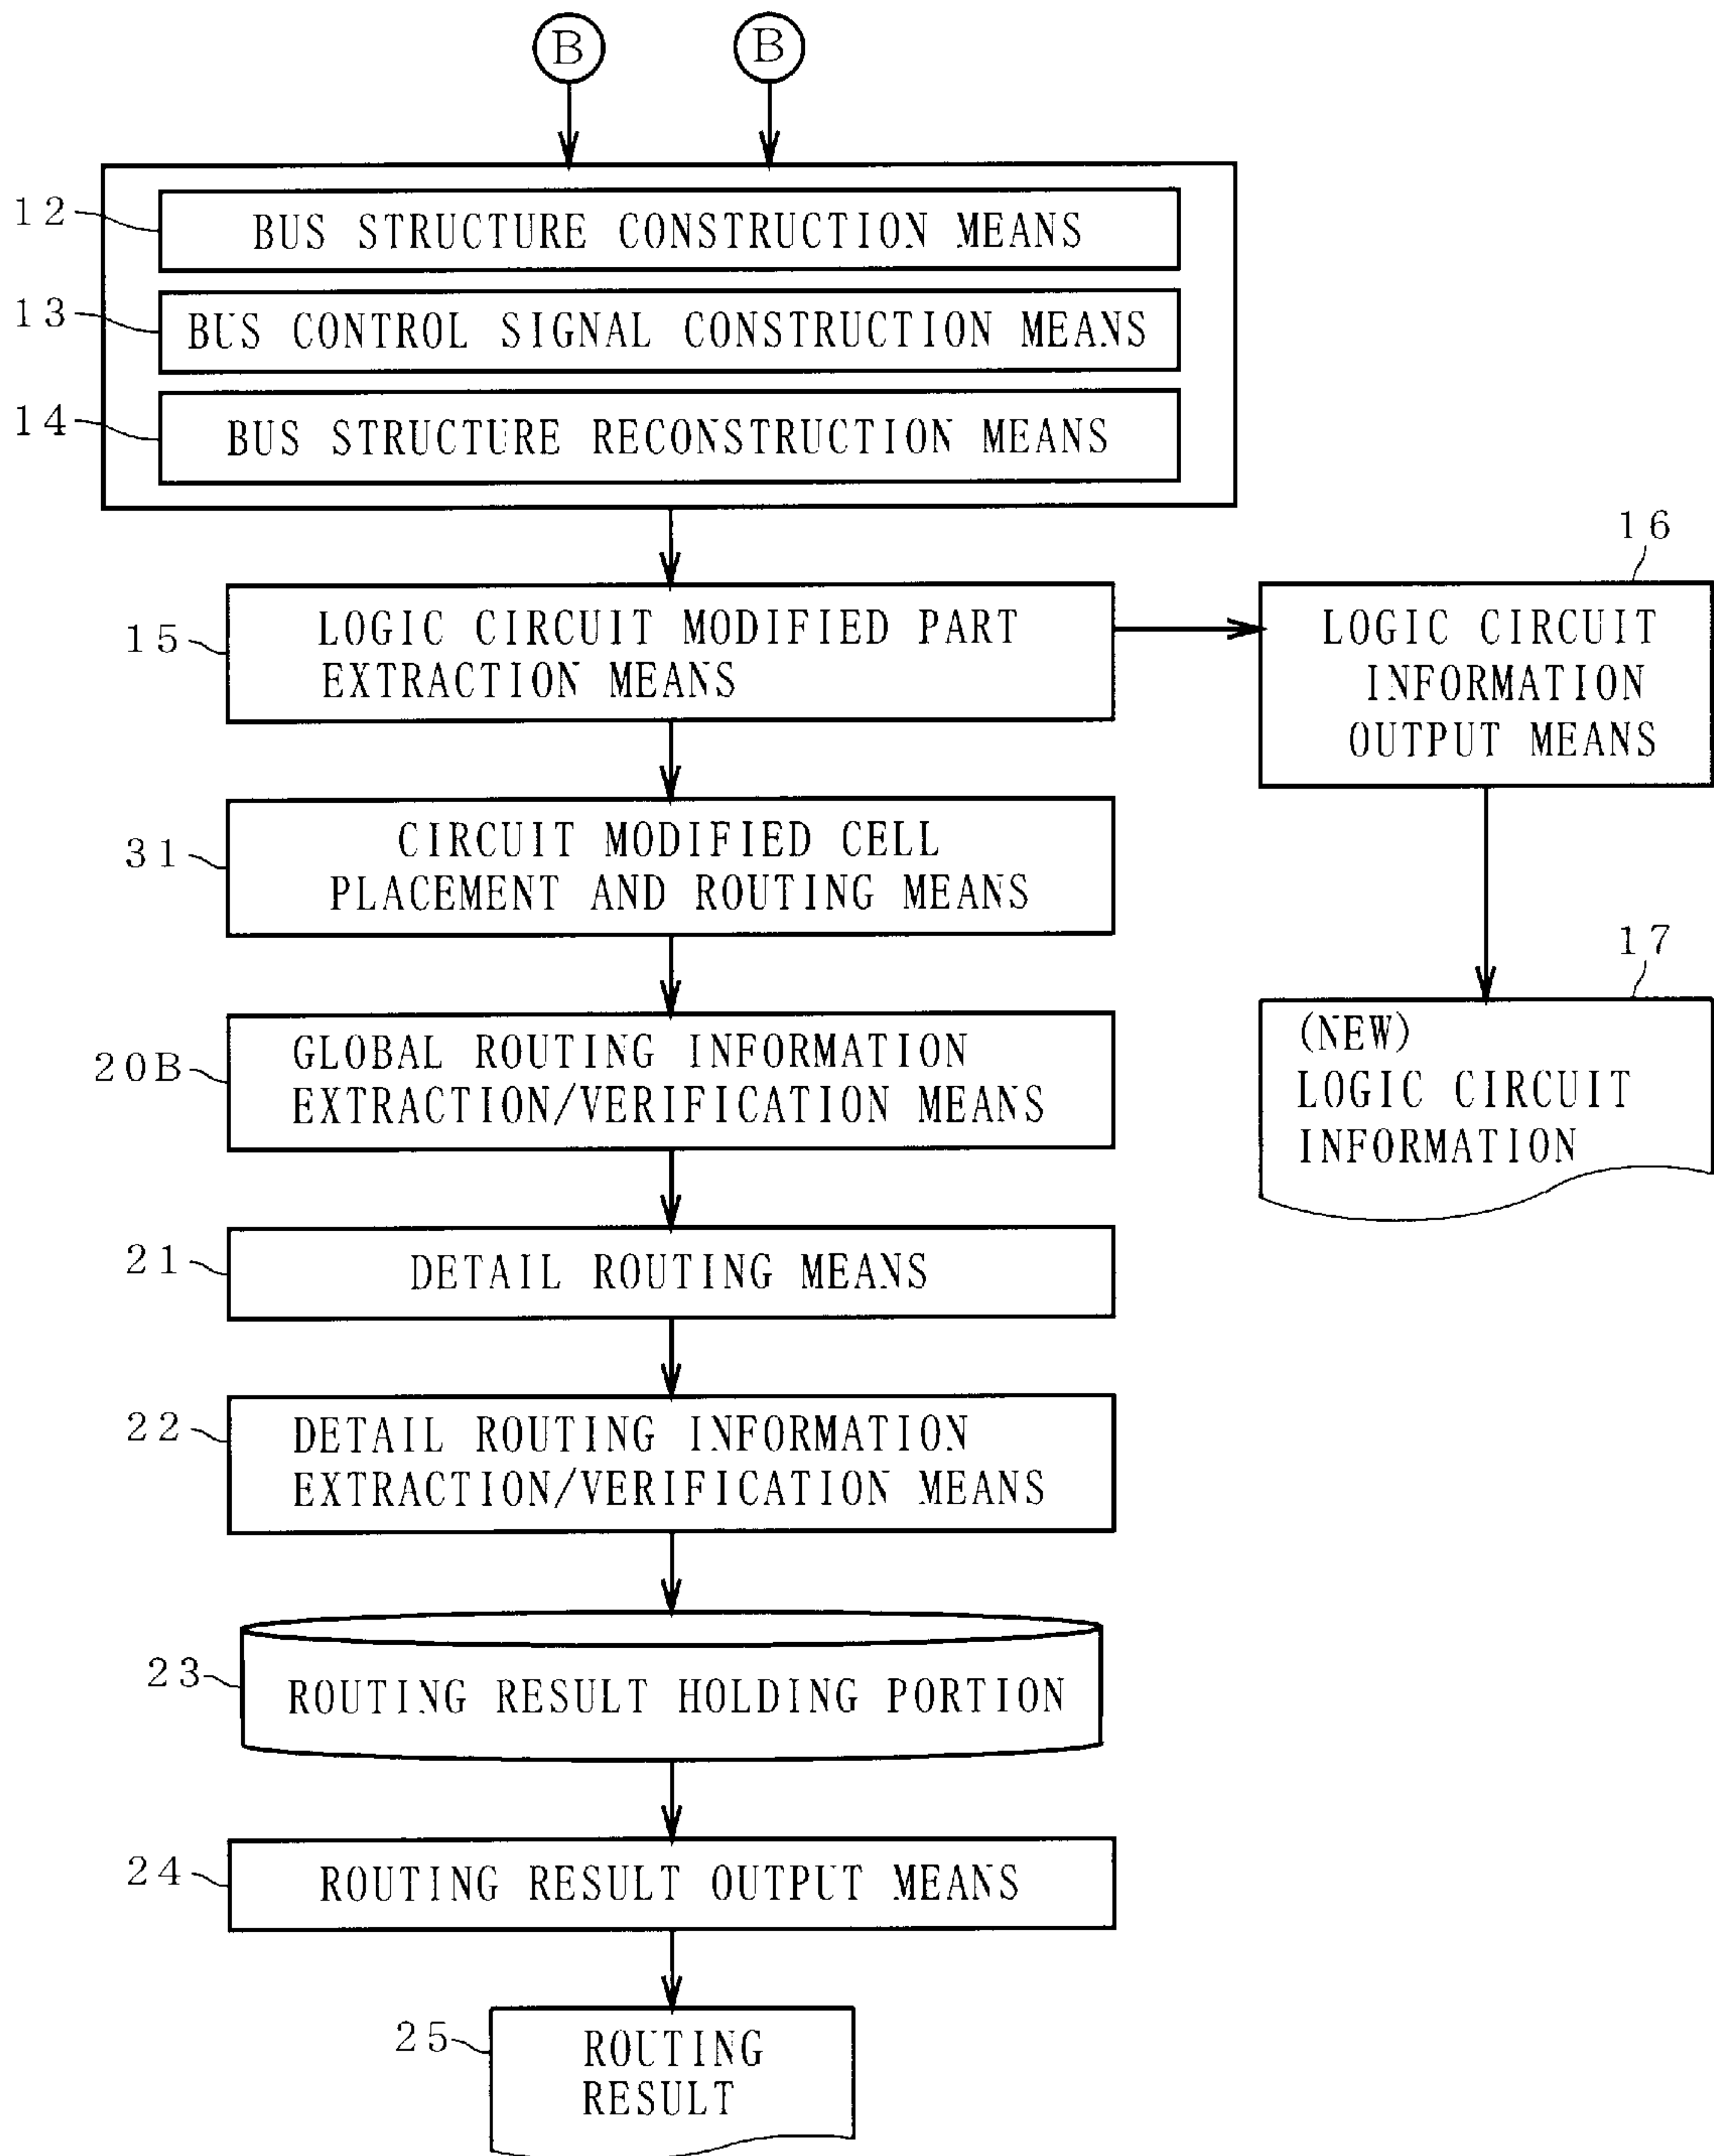 B B
12 BUS STRUCTURE CONSTRUCTION MEANS
13 BUS CONTROL SIGNAL CONSTRUCTION MEANS
14 BUS STRUCTURE RECONSTRUCTION MEANS
15 LOGIC CIRCUIT MODIFIED PART
EXTRACTION MEANS
16
LOGIC CIRCUIT
INFORMATION
OUTPUT MEANS
31 CIRCUIT MODIFIED CELL
PLACEMENT AND ROUTING MEANS
17
(NEW)
LOGIC CIRCUIT
INFORMATION
20B GLOBAL ROUTING INFORMATION
EXTRACTION/VERIFICATION MEANS
21 DETAIL ROUTING MEANS
22 DETAIL ROUTING INFORMATION
EXTRACTION/VERIFICATION MEANS
23 ROUTING RESULT HOLDING PORTION
24 ROUTING RESULT OUTPUT MEANS
25 ROUTING
RESULT